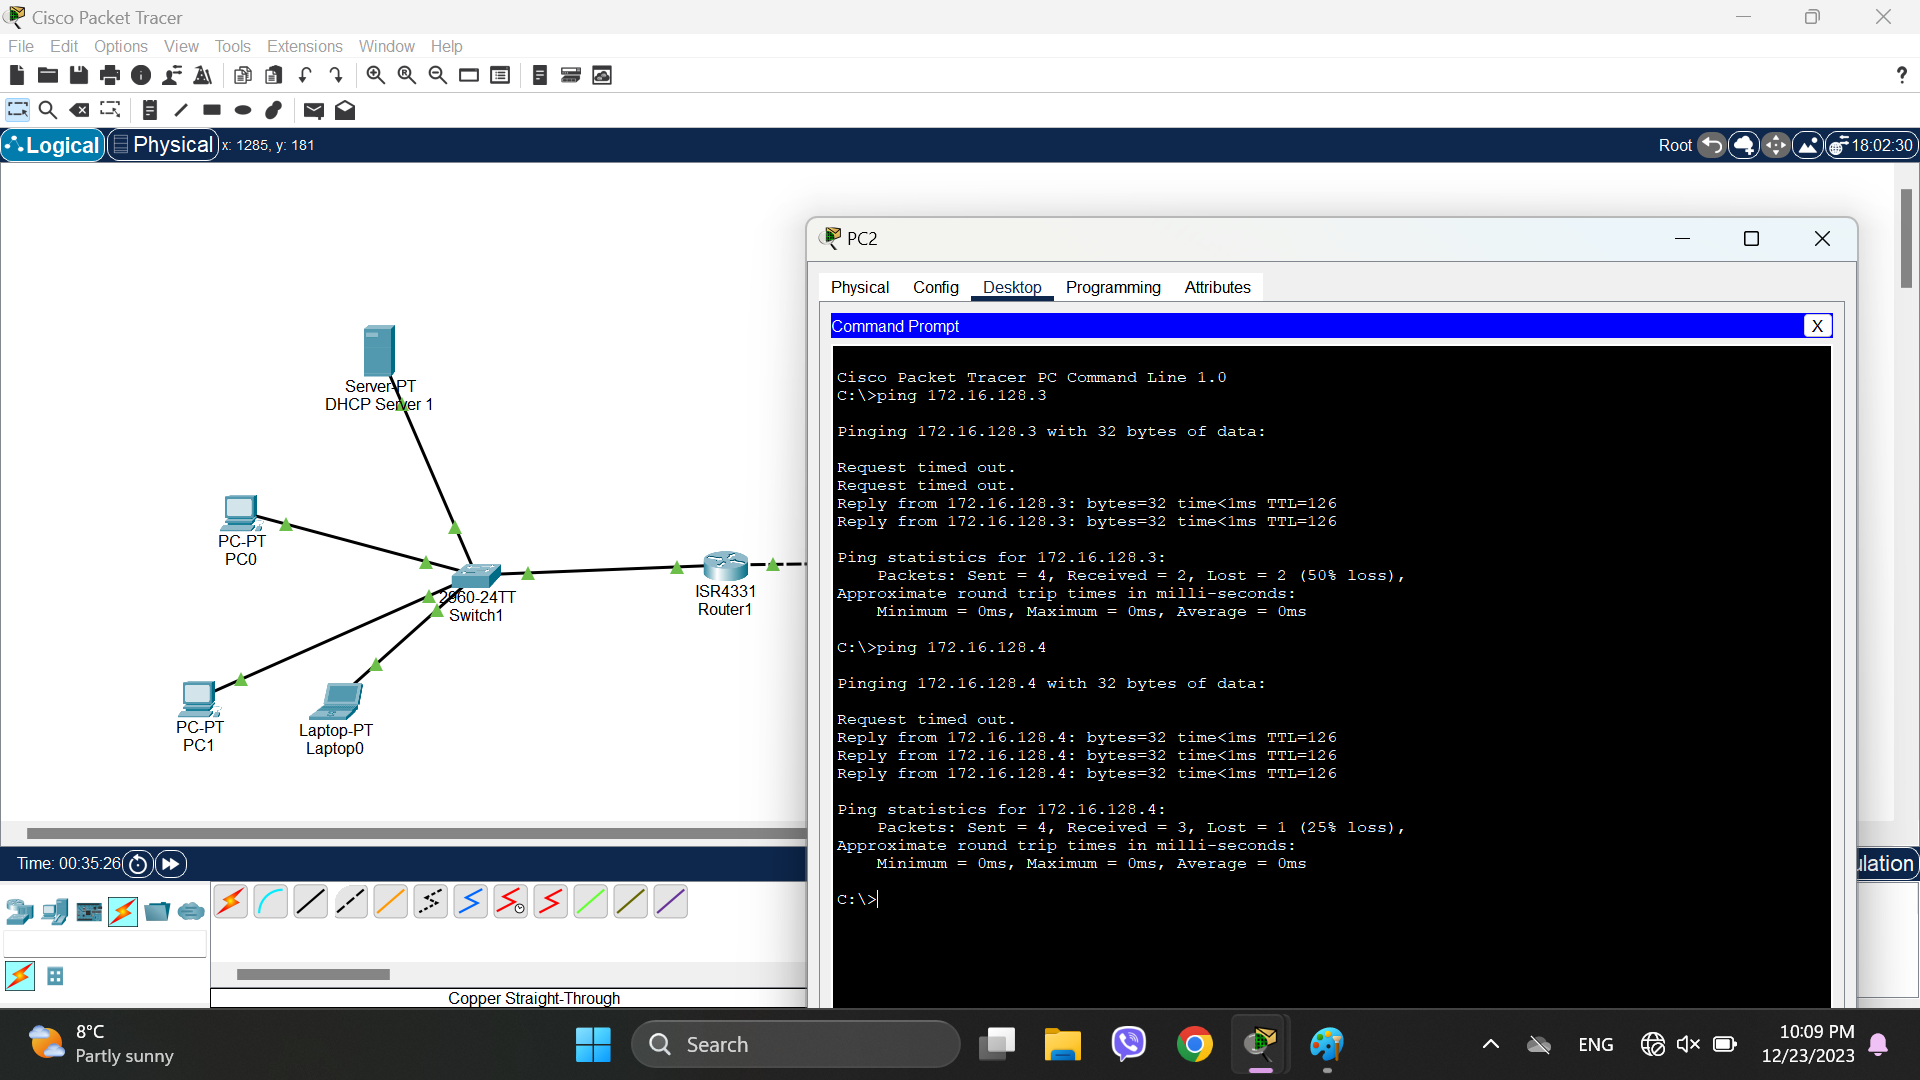 Cisco Packet Tracer
File Edit Options View Tools Extensions Window Help
?
Logical Physical x: 1285, y: 181
Root 18:02:30
Server-PT
DHCP Server 1
PC-PT
PC0
2960-24TT
Switch1
ISR4331
Router1
PC-PT
PC1
Laptop-PT
Laptop0
PC2
Physical Config Desktop Programming Attributes
Command Prompt
X
Cisco Packet Tracer PC Command Line 1.0
C:\>ping 172.16.128.3
Pinging 172.16.128.3 with 32 bytes of data:
Request timed out.
Request timed out.
Reply from 172.16.128.3: bytes=32 time<1ms TTL=126
Reply from 172.16.128.3: bytes=32 time<1ms TTL=126
Ping statistics for 172.16.128.3:
Packets: Sent = 4, Received = 2, Lost = 2 (50% loss),
Approximate round trip times in milli-seconds:
Minimum = 0ms, Maximum = 0ms, Average = 0ms
C:\>ping 172.16.128.4
Pinging 172.16.128.4 with 32 bytes of data:
Request timed out.
Reply from 172.16.128.4: bytes=32 time<1ms TTL=126
Reply from 172.16.128.4: bytes=32 time<1ms TTL=126
Reply from 172.16.128.4: bytes=32 time<1ms TTL=126
Ping statistics for 172.16.128.4:
Packets: Sent = 4, Received = 3, Lost = 1 (25% loss),
Approximate round trip times in milli-seconds:
Minimum = 0ms, Maximum = 0ms, Average = 0ms
C:\>
Time: 00:35:26
ulation
Copper Straight-Through
8°C
Partly sunny
Search
ENG
10:09 PM
12/23/2023